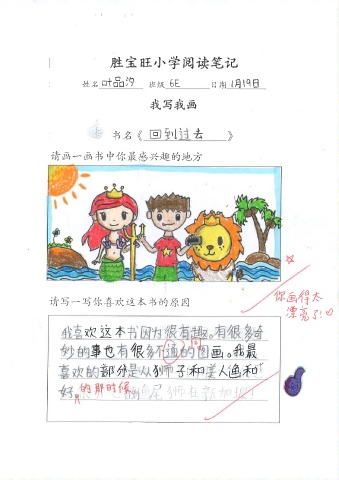 胜宝旺小学阅读笔记
姓名 叶品汐 班级 6E 日期 1月19日
我写我画
书名《 回到过去 》
请画一画书中你最感兴趣的地方
你画得太
漂亮了!
请写一写你喜欢这本书的原因
我喜欢这本书因为很有趣。有很多奇
妙的事也有很多不通的图画。我最
喜欢的部分是从狮子和美人鱼和
好的那时候